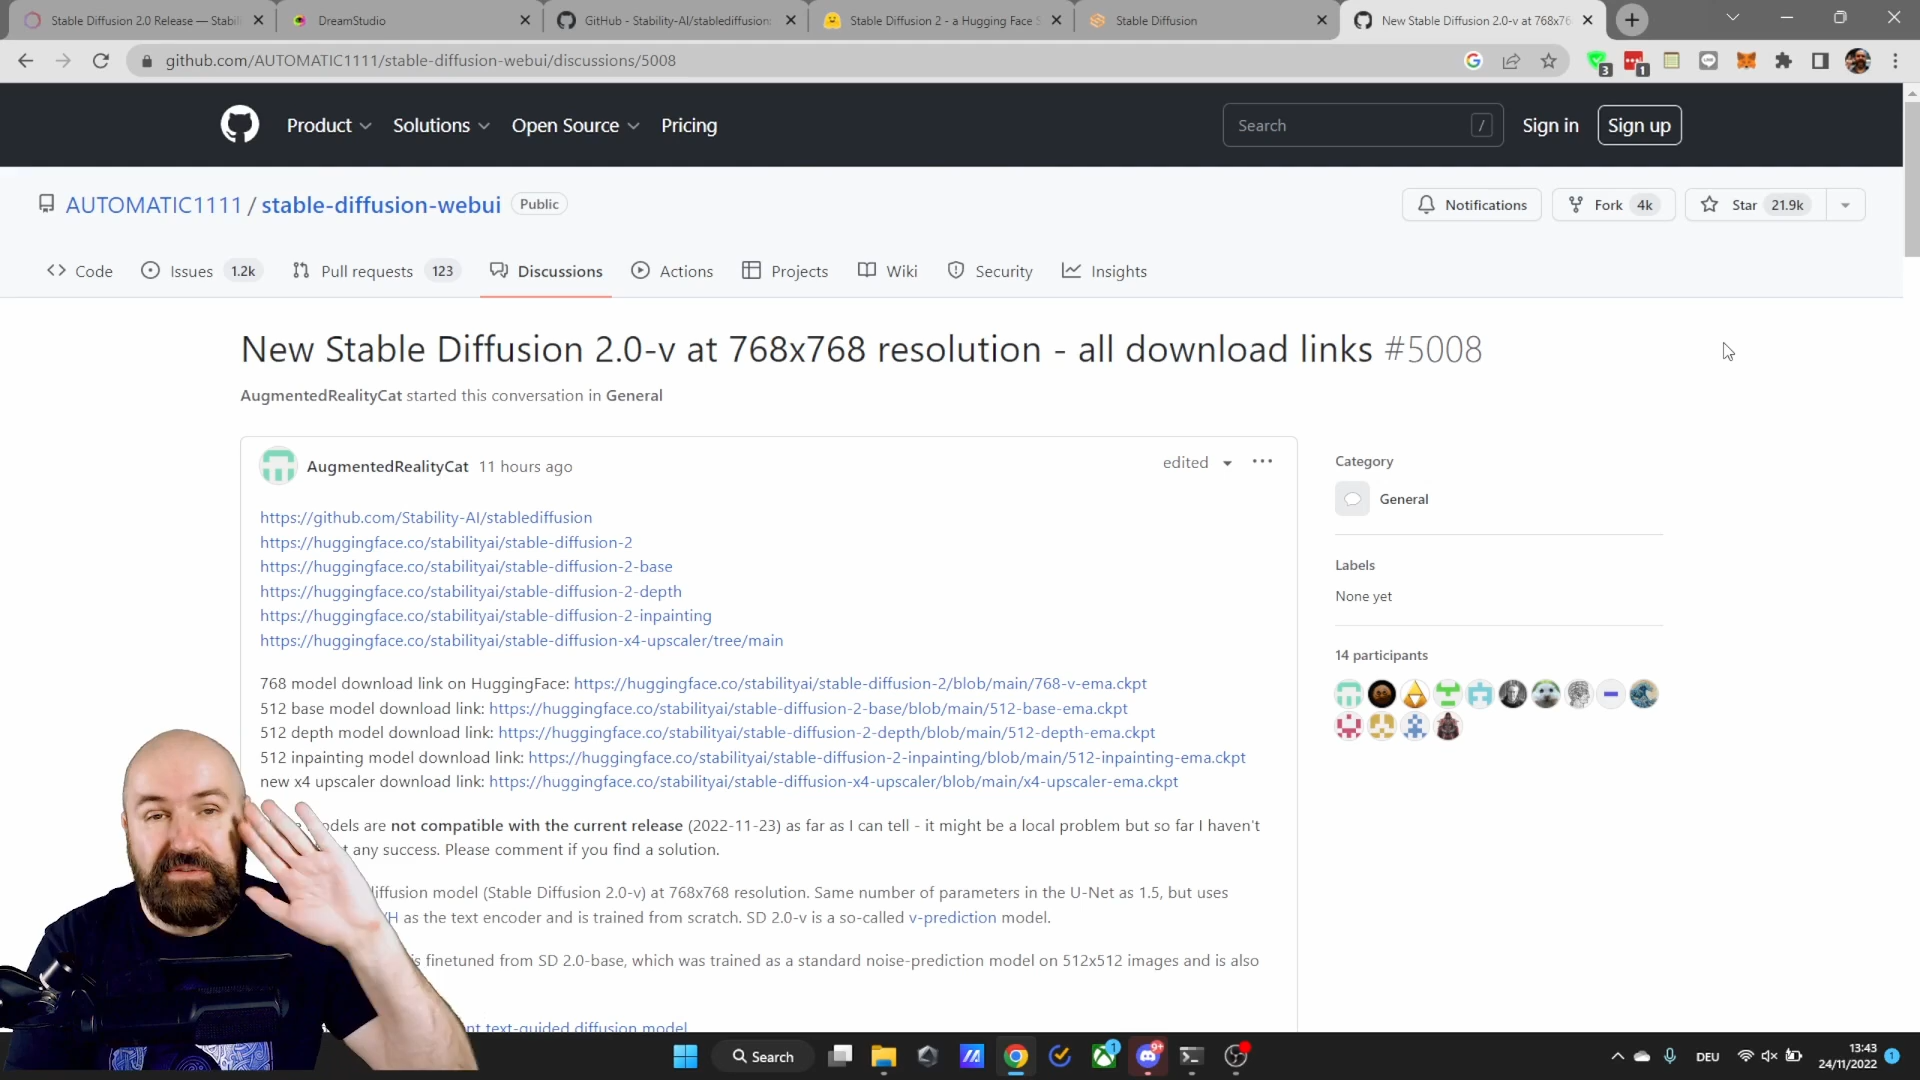 Stable Diffusion 2.0 Release — Stabil
DreamStudio
GitHub - Stability-AI/stablediffusion:
Stable Diffusion 2 - a Hugging Face S
Stable Diffusion
New Stable Diffusion 2.0-v at 768x76
github.com/AUTOMATIC1111/stable-diffusion-webui/discussions/5008
3
1
Product
Solutions
Open Source
Pricing
Search
/
Sign in
Sign up
AUTOMATIC1111 / stable-diffusion-webui
Public
Notifications
Fork 4k
Star 21.9k
Code
Issues 1.2k
Pull requests 123
Discussions
Actions
Projects
Wiki
Security
Insights
New Stable Diffusion 2.0-v at 768x768 resolution - all download links #5008
AugmentedRealityCat started this conversation in General
AugmentedRealityCat 11 hours ago
edited
https://github.com/Stability-AI/stablediffusion
https://huggingface.co/stabilityai/stable-diffusion-2
https://huggingface.co/stabilityai/stable-diffusion-2-base
https://huggingface.co/stabilityai/stable-diffusion-2-depth
https://huggingface.co/stabilityai/stable-diffusion-2-inpainting
https://huggingface.co/stabilityai/stable-diffusion-x4-upscaler/tree/main
768 model download link on HuggingFace: https://huggingface.co/stabilityai/stable-diffusion-2/blob/main/768-v-ema.ckpt
512 base model download link: https://huggingface.co/stabilityai/stable-diffusion-2-base/blob/main/512-base-ema.ckpt
512 depth model download link: https://huggingface.co/stabilityai/stable-diffusion-2-depth/blob/main/512-depth-ema.ckpt
512 inpainting model download link: https://huggingface.co/stabilityai/stable-diffusion-2-inpainting/blob/main/512-inpainting-ema.ckpt
new x4 upscaler download link: https://huggingface.co/stabilityai/stable-diffusion-x4-upscaler/blob/main/x4-upscaler-ema.ckpt
odels are not compatible with the current release (2022-11-23) as far as I can tell - it might be a local problem but so far I haven't
t any success. Please comment if you find a solution.
iffusion model (Stable Diffusion 2.0-v) at 768x768 resolution. Same number of parameters in the U-Net as 1.5, but uses
/H as the text encoder and is trained from scratch. SD 2.0-v is a so-called v-prediction model.
is finetuned from SD 2.0-base, which was trained as a standard noise-prediction model on 512x512 images and is also
nt text-guided diffusion model
Category
General
Labels
None yet
14 participants
Search
1
9+
DEU
13:43
24/11/2022
1